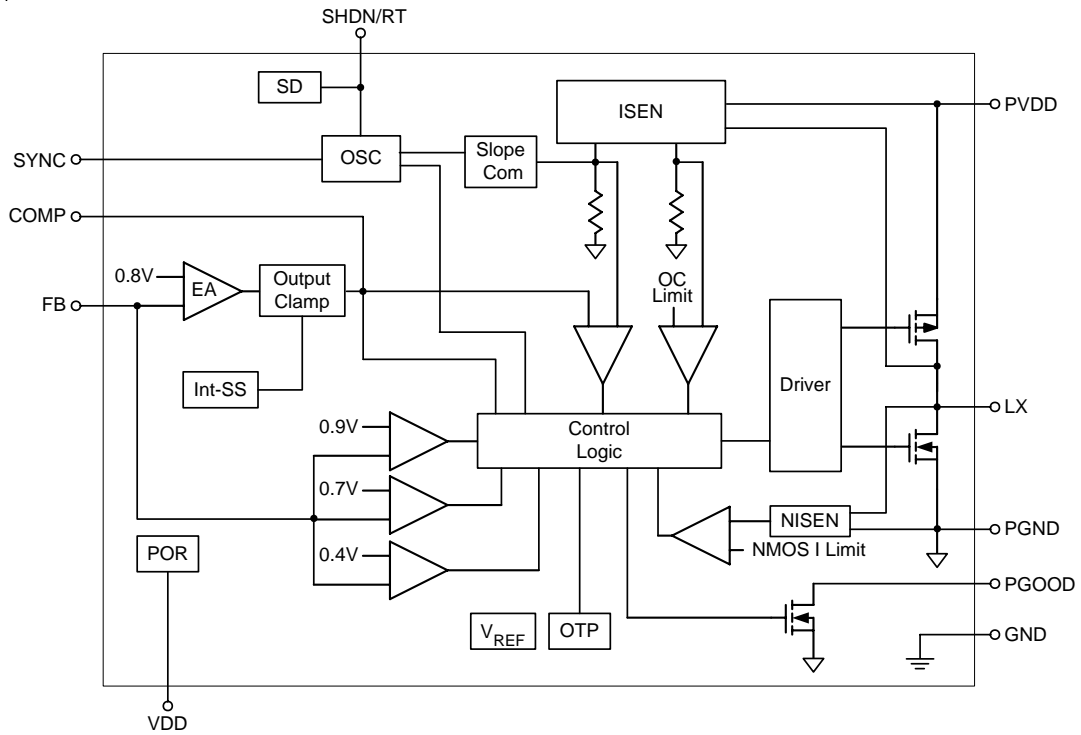 SHDN/RT
SD
ISEN
PVDD
SYNC
OSC
Slope
Com
COMP
0.8V
EA
Output
Clamp
OC
Limit
FB
Int-SS
Driver
LX
0.9V
Control
Logic
0.7V
NISEN
PGND
POR
0.4V
NMOS I Limit
PGOOD
VREF
OTP
GND
VDD